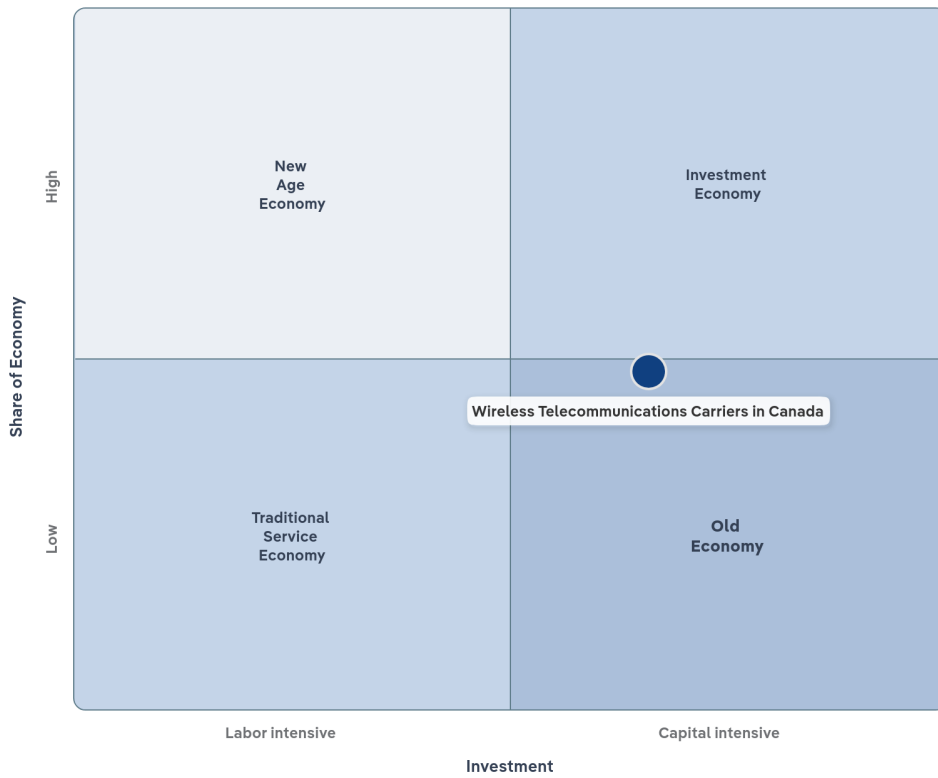 New
Age
Economy
Investment
Economy
High
Share of Economy
Wireless Telecommunications Carriers in Canada
Traditional
Service
Economy
Old
Economy
Low
Labor intensive
Capital intensive
Investment